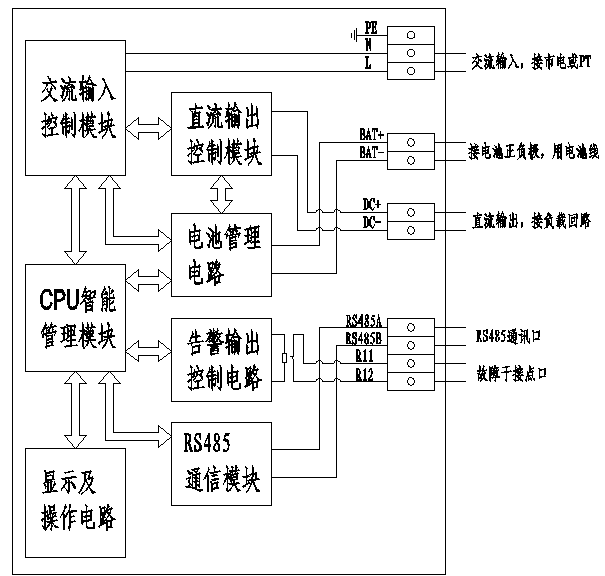 PE
N
L
交流输入，接市电或PT
交流输入
控制模块
直流输出
控制模块
BAT+
BAT-
接电池正负极，用电池线
DC+
DC-
直流输出，接负载回路
电池管理
电路
CPU智能
管理模块
告警输出
控制电路
RS485A
RS485B
R11
R12
RS485通讯口
故障于接点口
RS485
通信模块
显示及
操作电路